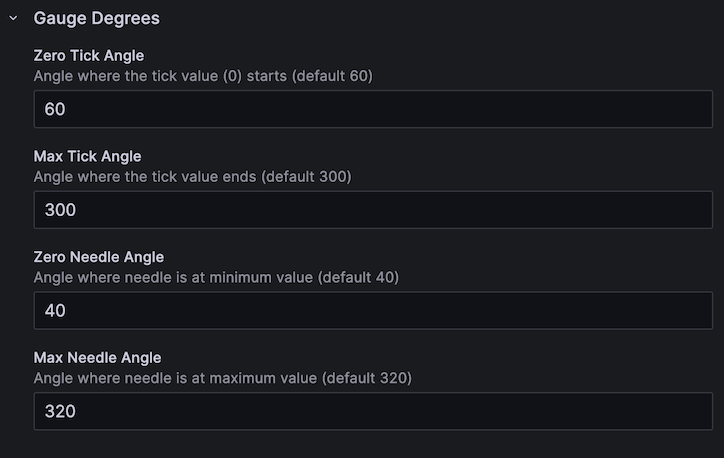 Gauge Degrees
Zero Tick Angle
Angle where the tick value (0) starts (default 60)
60
Max Tick Angle
Angle where the tick value ends (default 300)
300
Zero Needle Angle
Angle where needle is at minimum value (default 40)
40
Max Needle Angle
Angle where needle is at maximum value (default 320)
320